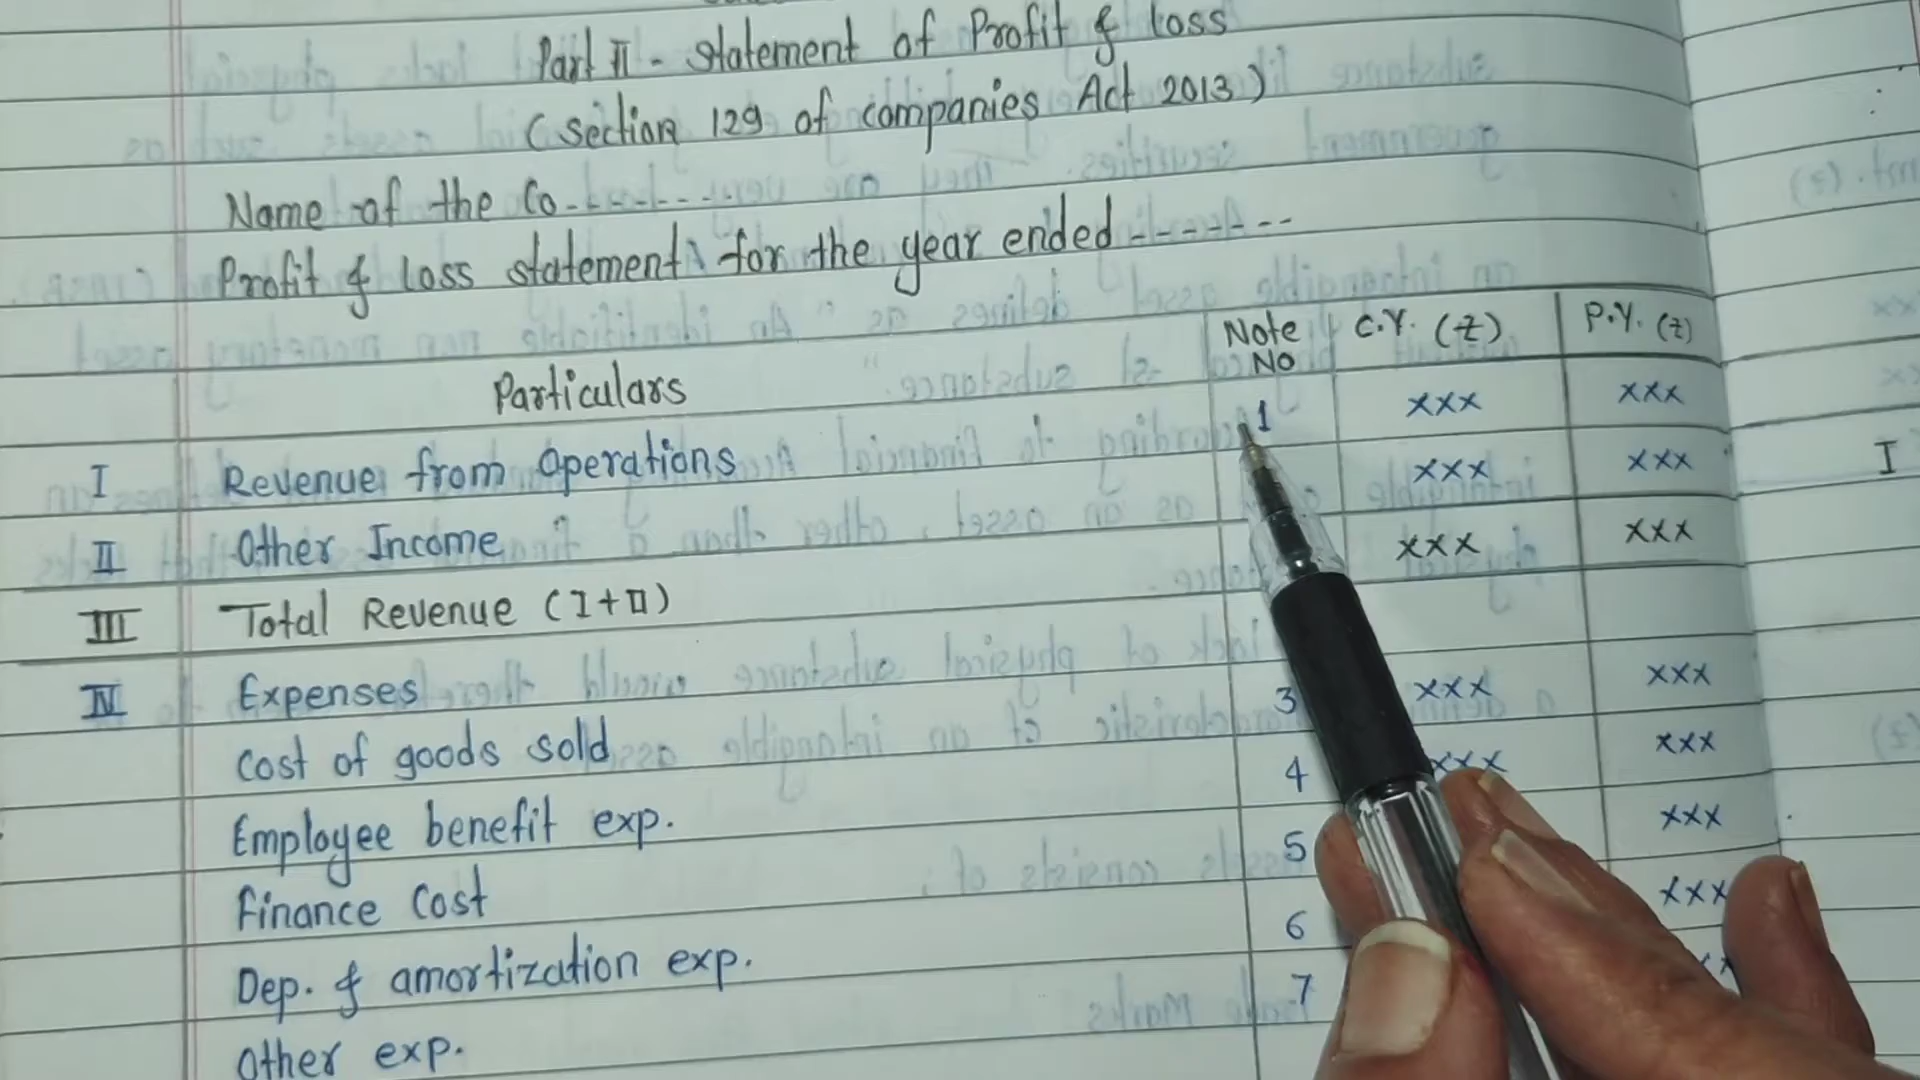 Part II - Statement of Profit & Loss
(Section 129 of companies Act 2013)
Name of the Co.
Profit & Loss statement for the year ended
Particulars Note No C.Y. (₹) P.Y. (₹)
I Revenue from Operations 1 xxx xxx
II Other Income xxx xxx
III Total Revenue (I+II) xxx xxx
IV Expenses
Cost of goods sold 3 xxx xxx
Employee benefit exp. 4 xxx xxx
Finance Cost 5 xxx
Dep. & amortization exp. 6 xxx
Other exp. 7
I